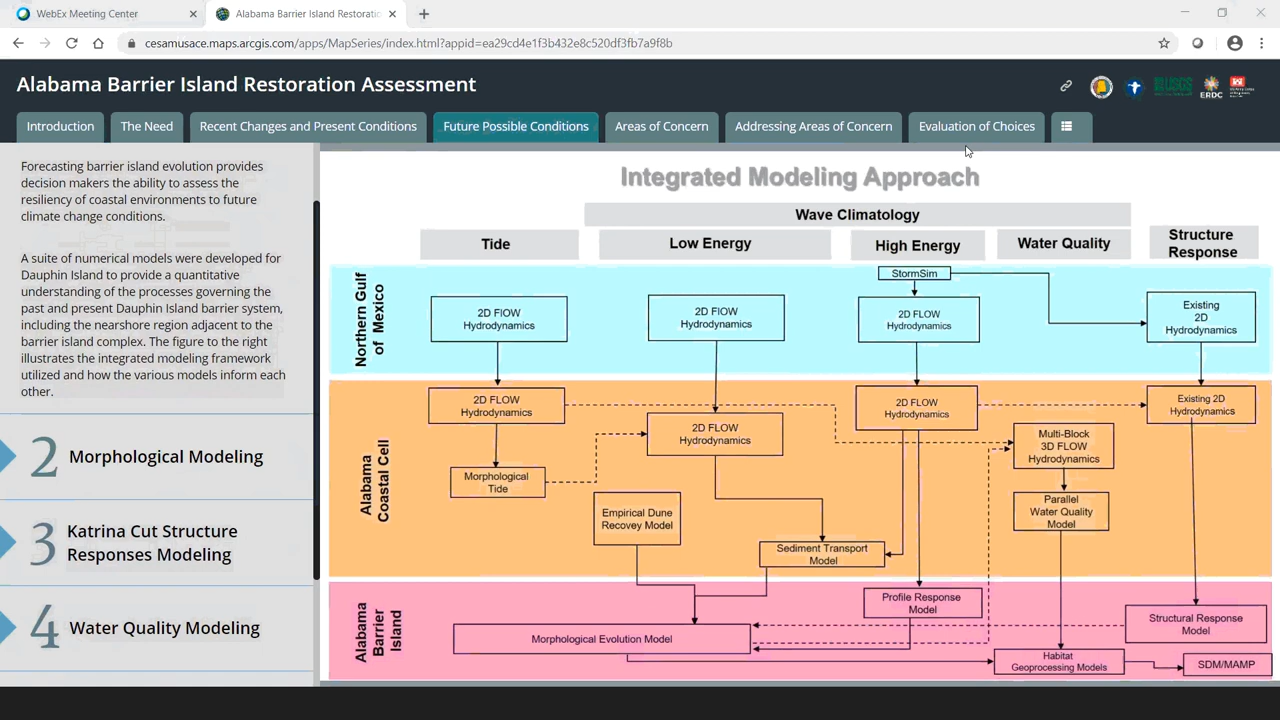 WebEx Meeting Center
Alabama Barrier Island Restoratio
cesamusace.maps.arcgis.com/apps/MapSeries/index.html?appid=ea29cd4e1f3b432e8c520df3fb7a9f8b
Alabama Barrier Island Restoration Assessment
USGS
ERDC
Introduction
The Need
Recent Changes and Present Conditions
Future Possible Conditions
Areas of Concern
Addressing Areas of Concern
Evaluation of Choices
Forecasting barrier island evolution provides
decision makers the ability to assess the
resiliency of coastal environments to future
climate change conditions.
A suite of numerical models were developed for
Dauphin Island to provide a quantitative
understanding of the processes governing the
past and present Dauphin Island barrier system,
including the nearshore region adjacent to the
barrier island complex. The figure to the right
illustrates the integrated modeling framework
utilized and how the various models inform each
other.
2 Morphological Modeling
3 Katrina Cut Structure
Responses Modeling
4 Water Quality Modeling
Integrated Modeling Approach
Wave Climatology
Tide
Low Energy
High Energy
Water Quality
Structure
Response
Northern Gulf
of Mexico
StormSim
2D FlOW
Hydrodynamics
2D FlOW
Hydrodynamics
2D FLOW
Hydrodynamics
Existing
2D
Hydrodynamics
Alabama
Coastal Cell
2D FLOW
Hydrodynamics
2D FLOW
Hydrodynamics
2D FLOW
Hydrodynamics
Existing 2D
Hydrodynamics
Multi-Block
3D FLOW
Hydrodynamics
Morphological
Tide
Empirical Dune
Recovey Model
Parallel
Water Quality
Model
Sediment Transport
Model
Alabama
Barrier
Island
Profile Response
Model
Structural Response
Model
Morphological Evolution Model
Habitat
Geoprocessing Models
SDM/MAMP